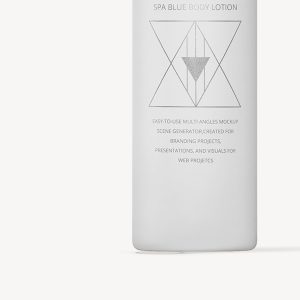 SPA BLUE BODY LOTION
EASY-TO-USE MULTI ANGLES MOCKUP
SCENE GENERATOR,CREATED FOR
BRANDING PROJECTS,
PRESENTATIONS, AND VISUALS FOR
WEB PROJETCS